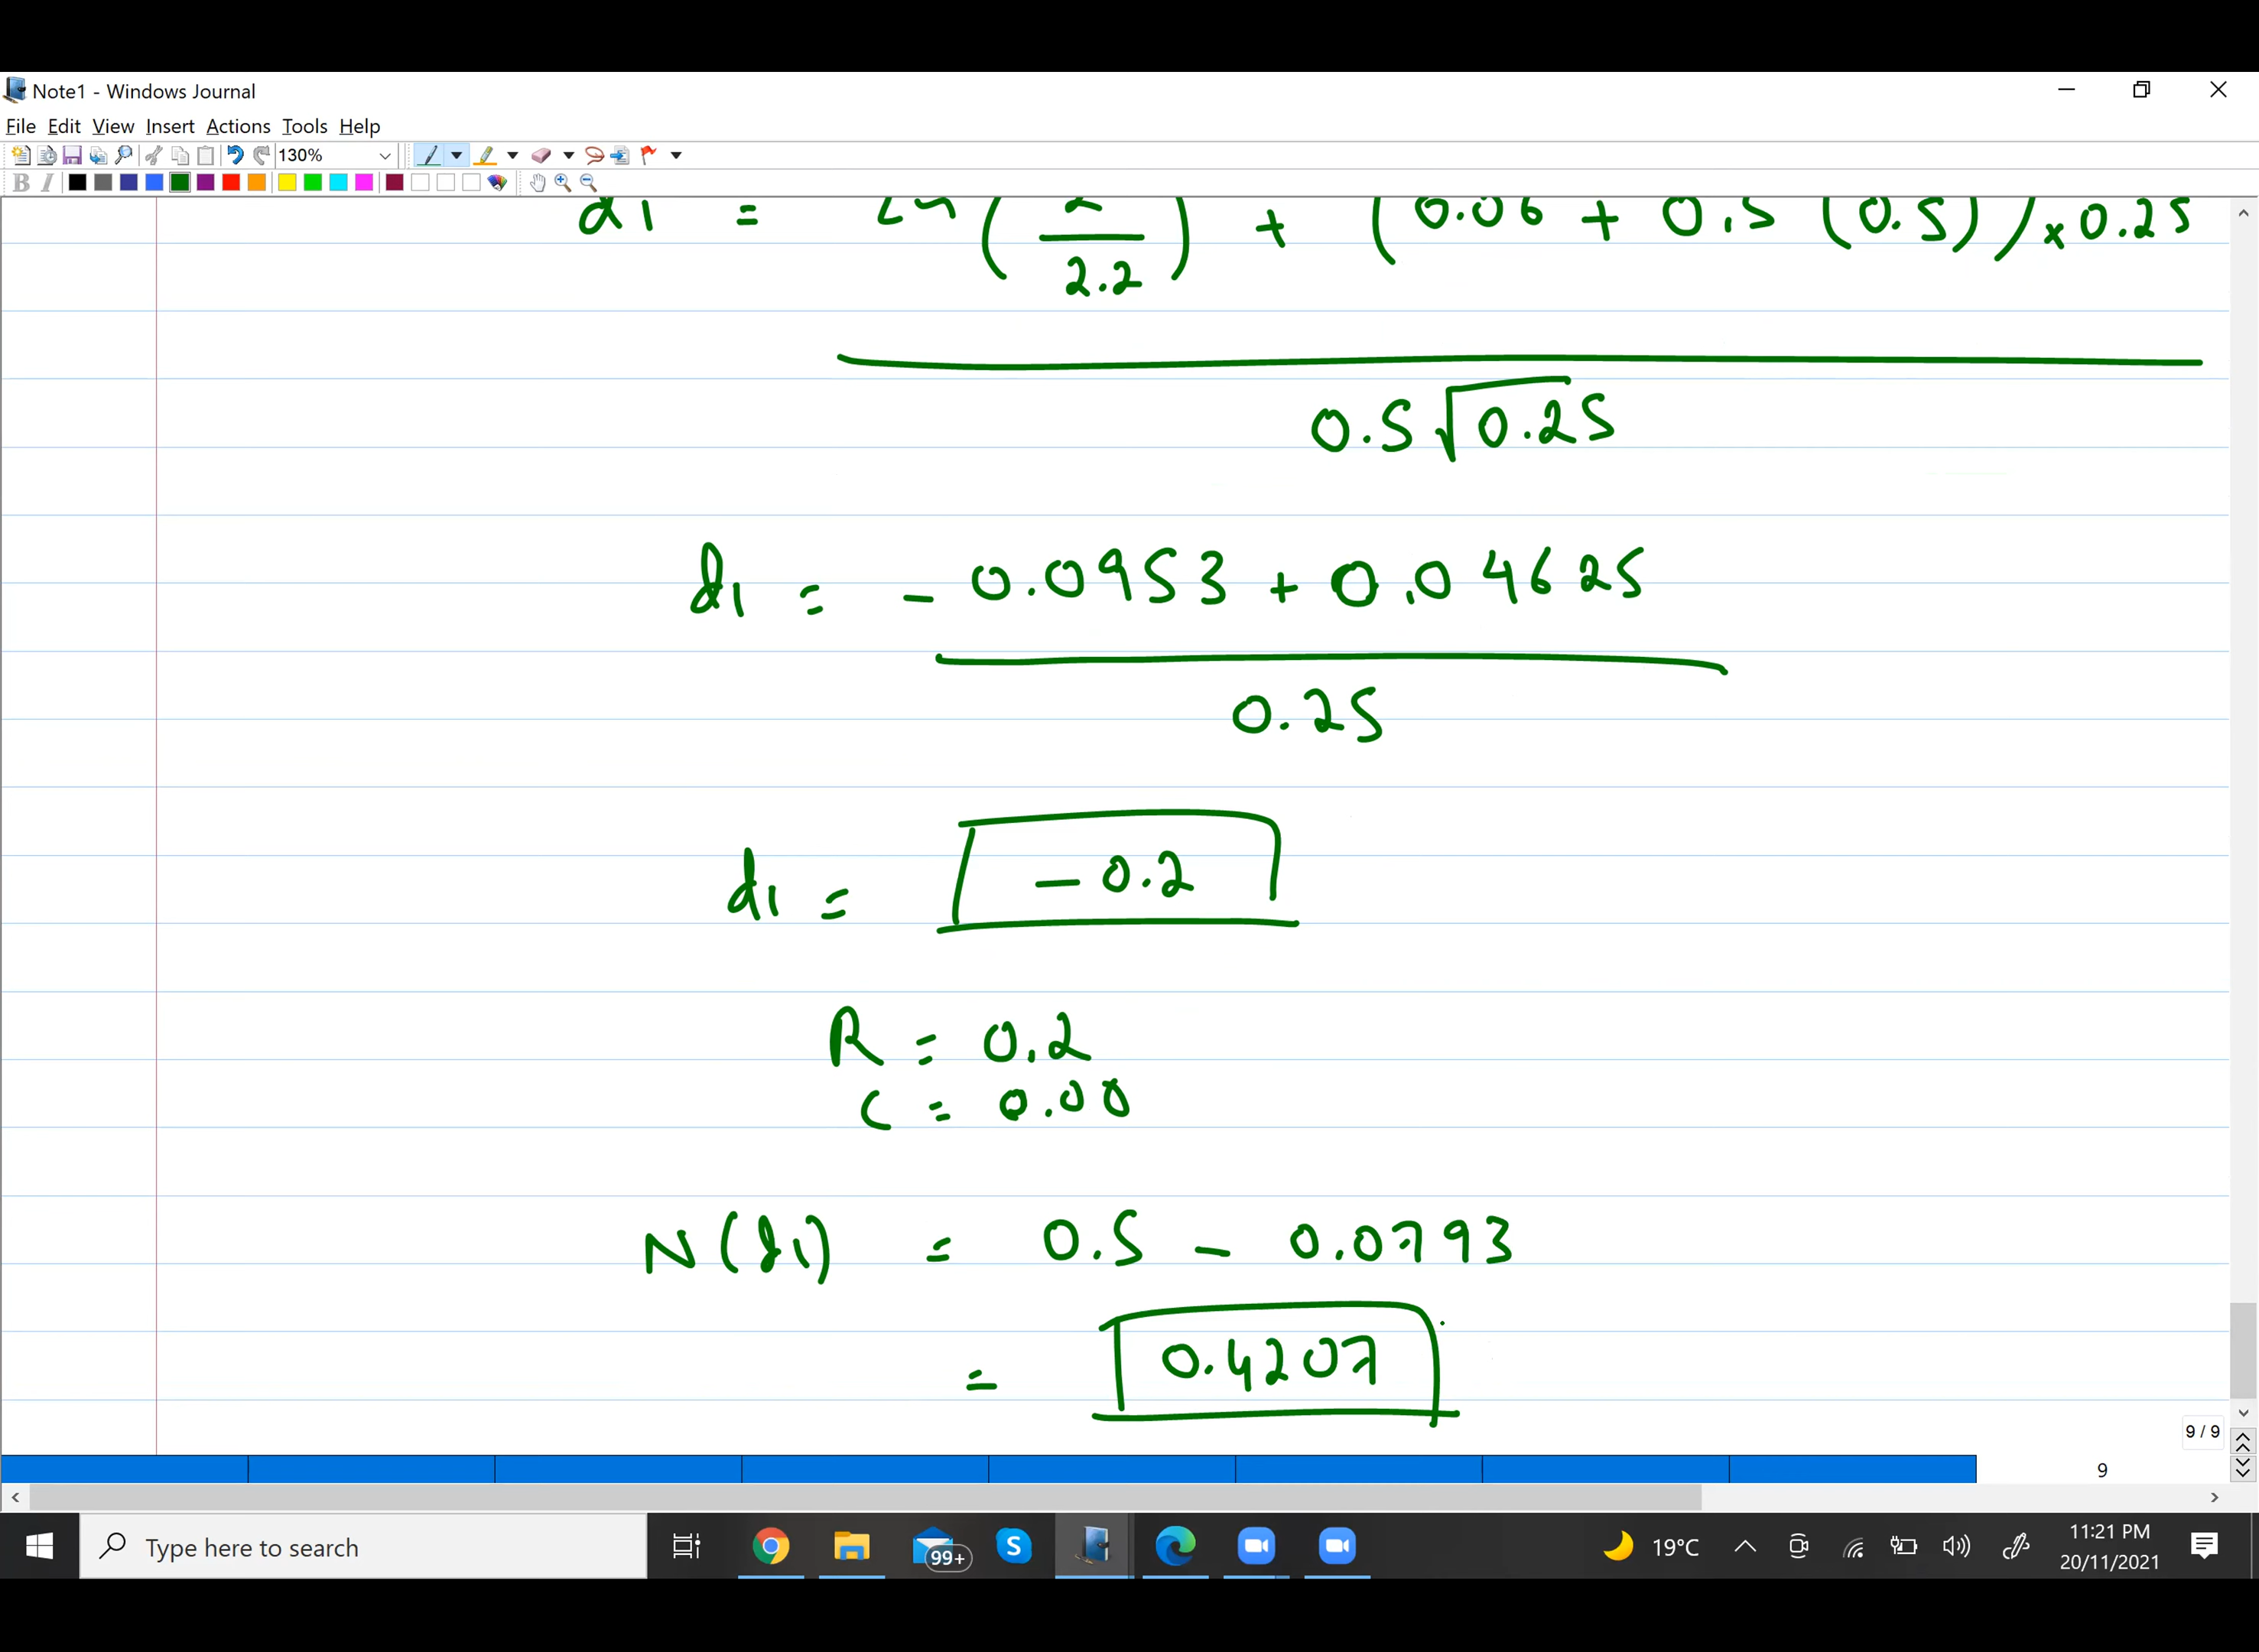 Note1 - Windows Journal
File Edit View Insert Actions Tools Help
130%
B I
d1 = Ln ( 2 / 2.2 ) + (0.06 + 0.5 (0.5) ) × 0.25
0.5 √0.25
d1 = - 0.0953 + 0.04625
0.25
d1 = - 0.2
R = 0.2
C = 0.00
N(d1) = 0.5 - 0.0793
= 0.4207
9 / 9
9
Type here to search
99+
S
19°C
11:21 PM
20/11/2021